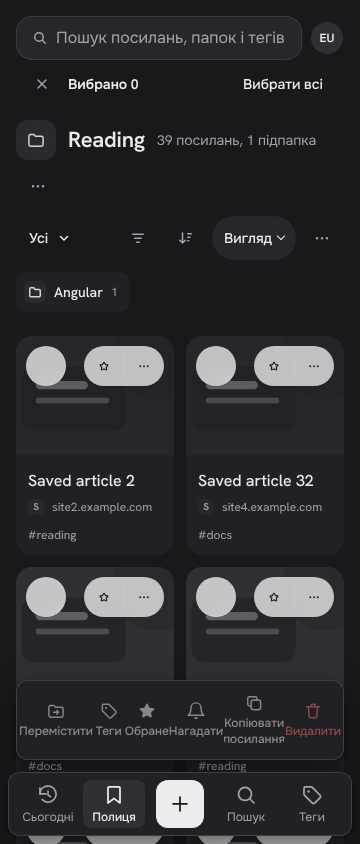 Пошук посилань, папок і тегів
EU
Вибрано 0
Вибрати всі
Reading
39 посилань, 1 підпапка
Усі
Вигляд
Angular 1
Saved article 2
S site2.example.com
#reading
Saved article 32
S site4.example.com
#docs
Перемістити
Теги
Обране
Нагадати
Копіювати
посилання
Видалити
#docs
#reading
Сьогодні
Полиця
Пошук
Теги